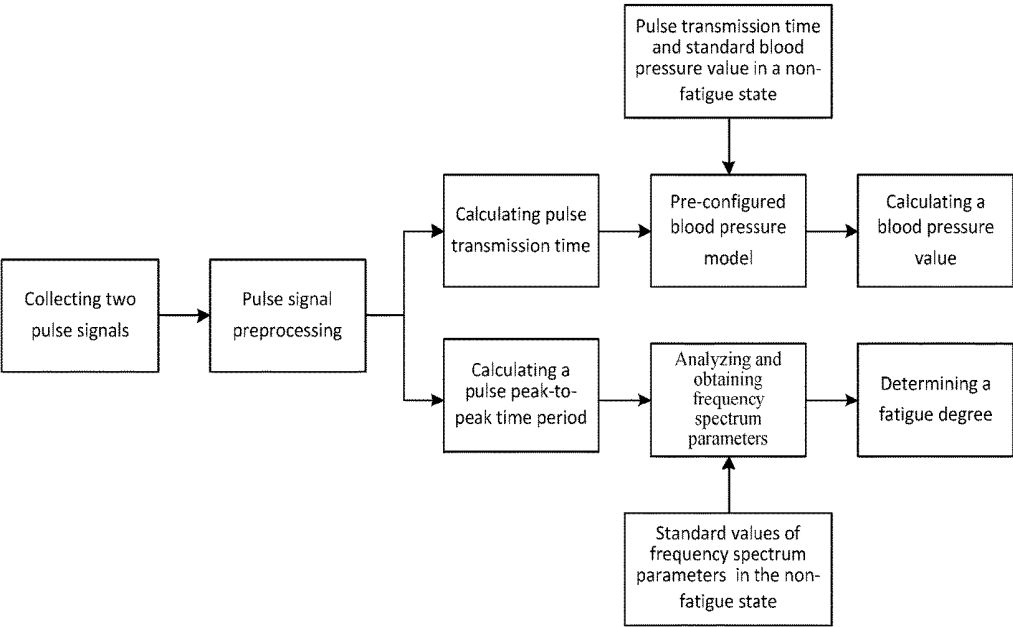 Pulse transmission time
and standard blood
pressure value in a non-
fatigue state
Calculating pulse
transmission time
Pre-configured
blood pressure
model
Calculating a
blood pressure
value
Collecting two
pulse signals
Pulse signal
preprocessing
Calculating a
pulse peak-to-
peak time period
Analyzing and
obtaining
frequency
spectrum
parameters
Determining a
fatigue degree
Standard values of
frequency spectrum
parameters in the non-
fatigue state